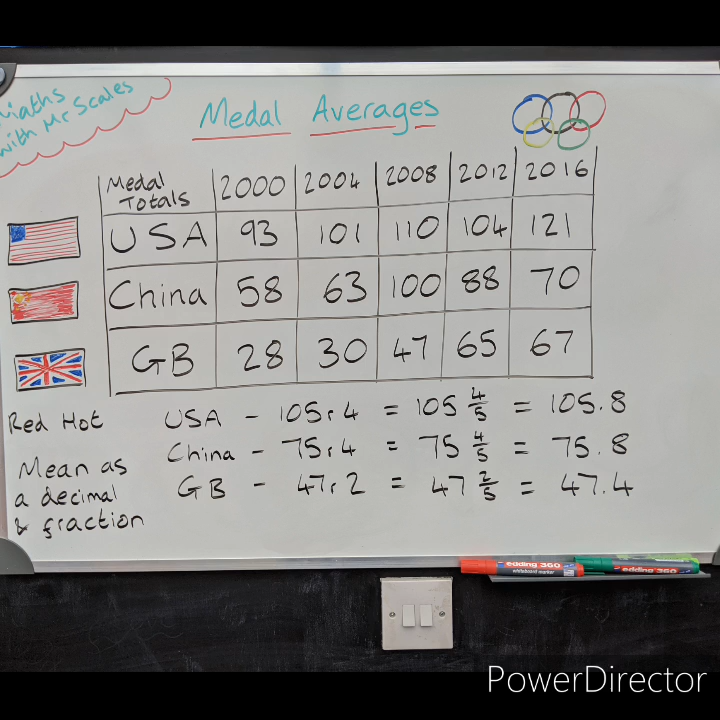 Maths
with Mr Scales
Medal Averages
Medal Totals 2000 2004 2008 2012 2016
USA 93 101 110 104 121
China 58 63 100 88 70
GB 28 30 47 65 67
Red Hot
Mean as
a decimal
& fraction
USA - 105r4 = 105 4/5 = 105.8
China - 75r4 = 75 4/5 = 75.8
GB - 47r2 = 47 2/5 = 47.4
edding 360
whiteboard marker
edding 360
PowerDirector